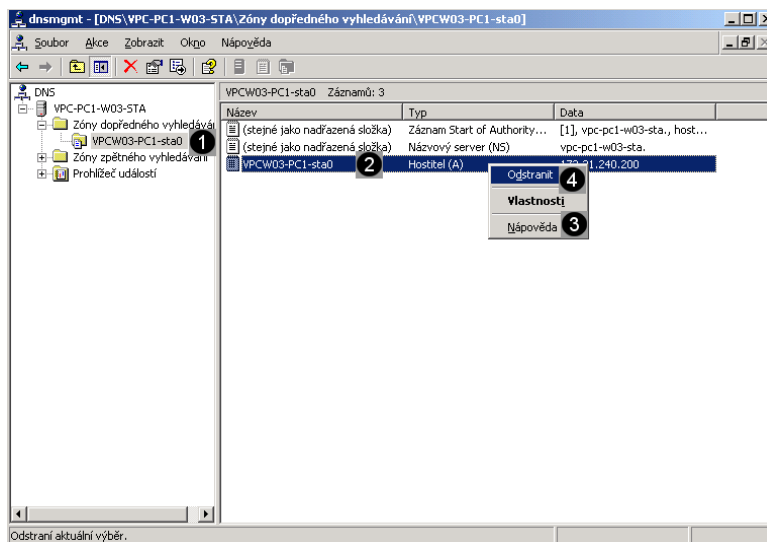 dnsmgmt - [DNS\VPC-PC1-W03-STA\Zóny dopředného vyhledávání\VPCW03-PC1-sta0]
Soubor Akce Zobrazit Okno Nápověda
DNS
VPC-PC1-W03-STA
Zóny dopředného vyhledávár
VPCW03-PC1-sta0 1
Zóny zpětného vyhledávání
Prohlížeč událostí
VPCW03-PC1-sta0 Záznamů: 3
Název Typ Data
(stejné jako nadřazená složka) Záznam Start of Authority... [1], vpc-pc1-w03-sta., host...
(stejné jako nadřazená složka) Názvový server (NS) vpc-pc1-w03-sta.
VPCW03-PC1-sta0 2 Hostitel (A) 21.240.200
Odstranit 4
Vlastnosti
Nápověda 3
Odstraní aktuální výběr.